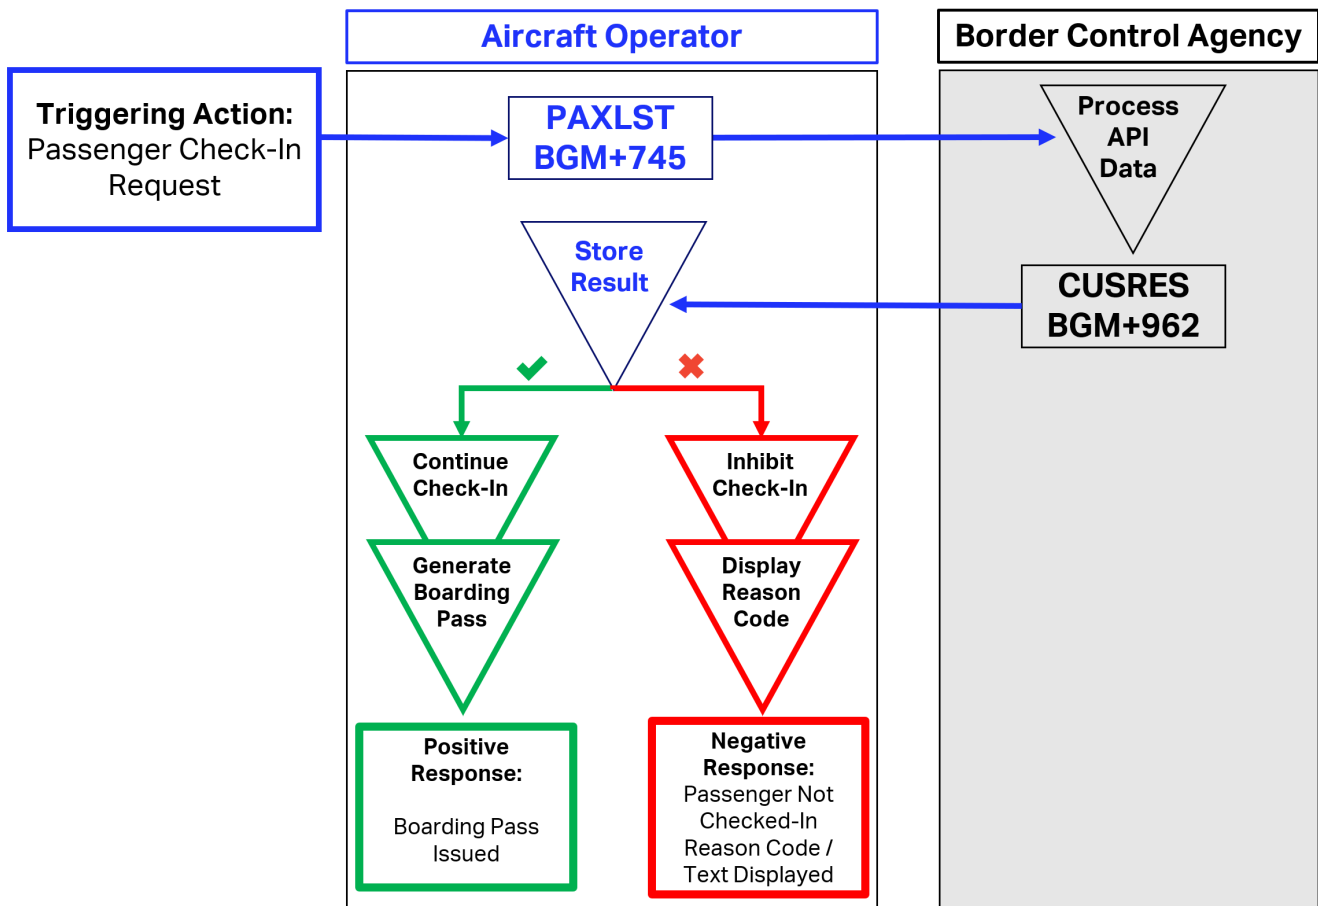 Aircraft Operator
Border Control Agency
Triggering Action:
Passenger Check-In
Request
PAXLST
BGM+745
Process
API
Data
Store
Result
CUSRES
BGM+962
Continue
Check-In
Inhibit
Check-In
Generate
Boarding
Pass
Display
Reason
Code
Positive
Response:
Boarding Pass
Issued
Negative
Response:
Passenger Not
Checked-In
Reason Code /
Text Displayed